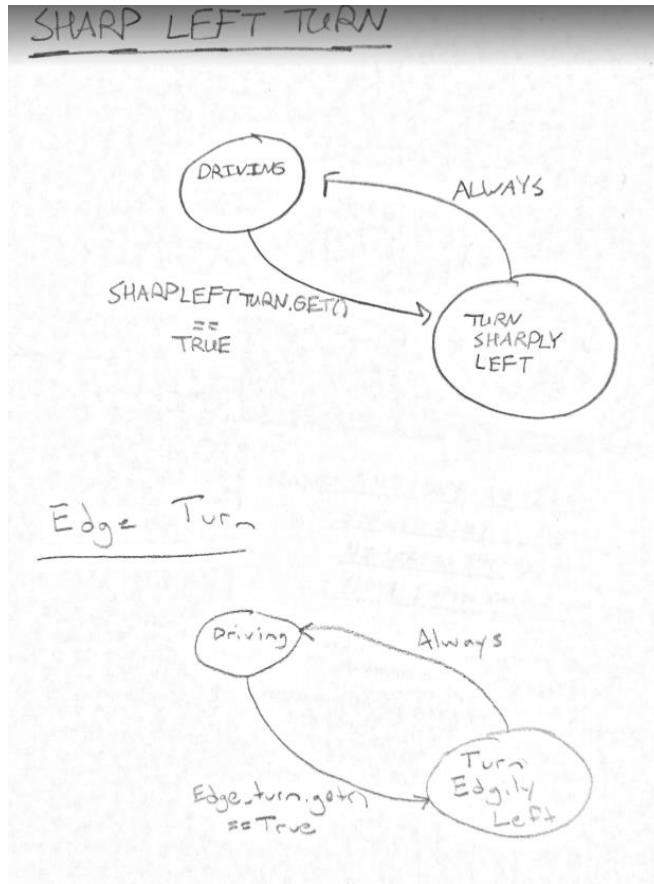 SHARP LEFT TURN
DRIVING
ALWAYS
SHARPLEFTTURN.GET()
==
TRUE
TURN
SHARPLY
LEFT
Edge Turn
Driving
Always
Turn
Edgily
Left
Edge_turn.get()
==True